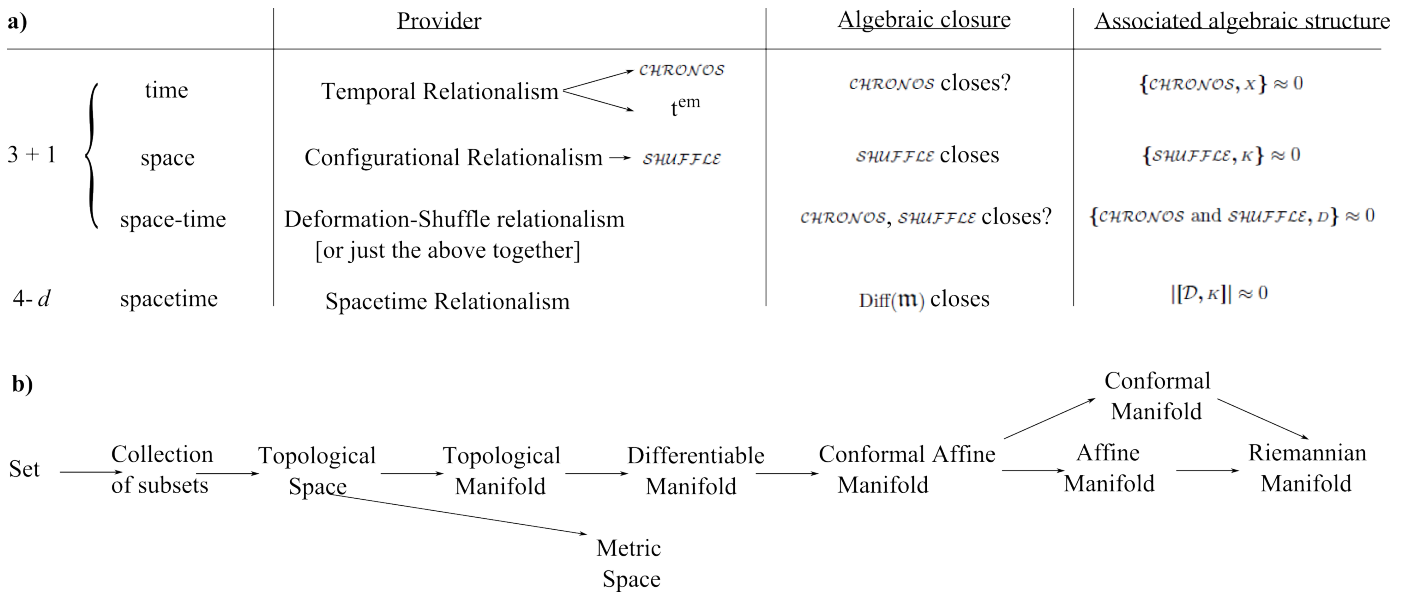 a) Provider Algebraic closure Associated algebraic structure
time Temporal Relationalism CHRONOS CHRONOS closes? {CHRONOS, X} ≈ 0
t^em
3 + 1 space Configurational Relationalism SHUFFLE SHUFFLE closes {SHUFFLE, K} ≈ 0
space-time Deformation-Shuffle relationalism CHRONOS, SHUFFLE closes? {CHRONOS and SHUFFLE, D} ≈ 0
[or just the above together]
4-d spacetime Spacetime Relationalism Diff(m) closes |[D, K]| ≈ 0
b)
Conformal
Manifold
Set Collection Topological Topological Differentiable Conformal Affine Affine Riemannian
of subsets Space Manifold Manifold Manifold Manifold Manifold
Metric
Space